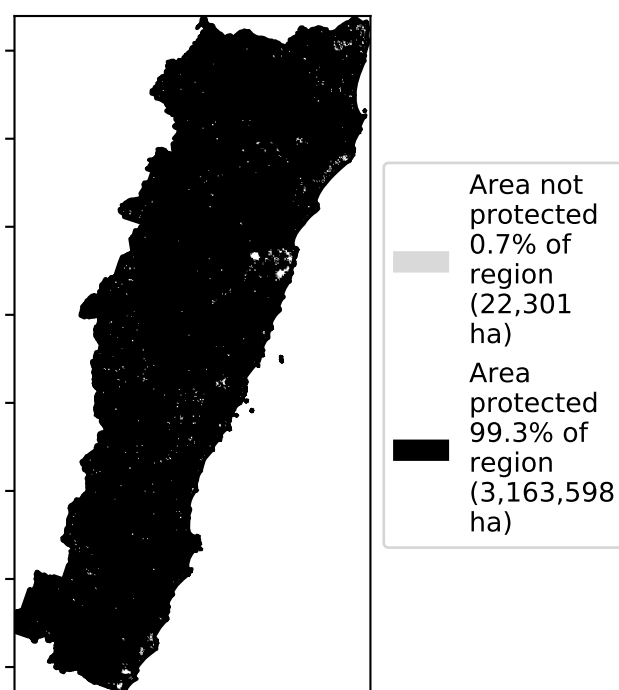 Area not
protected
0.7% of
region
(22,301
ha)
Area
protected
99.3% of
region
(3,163,598
ha)